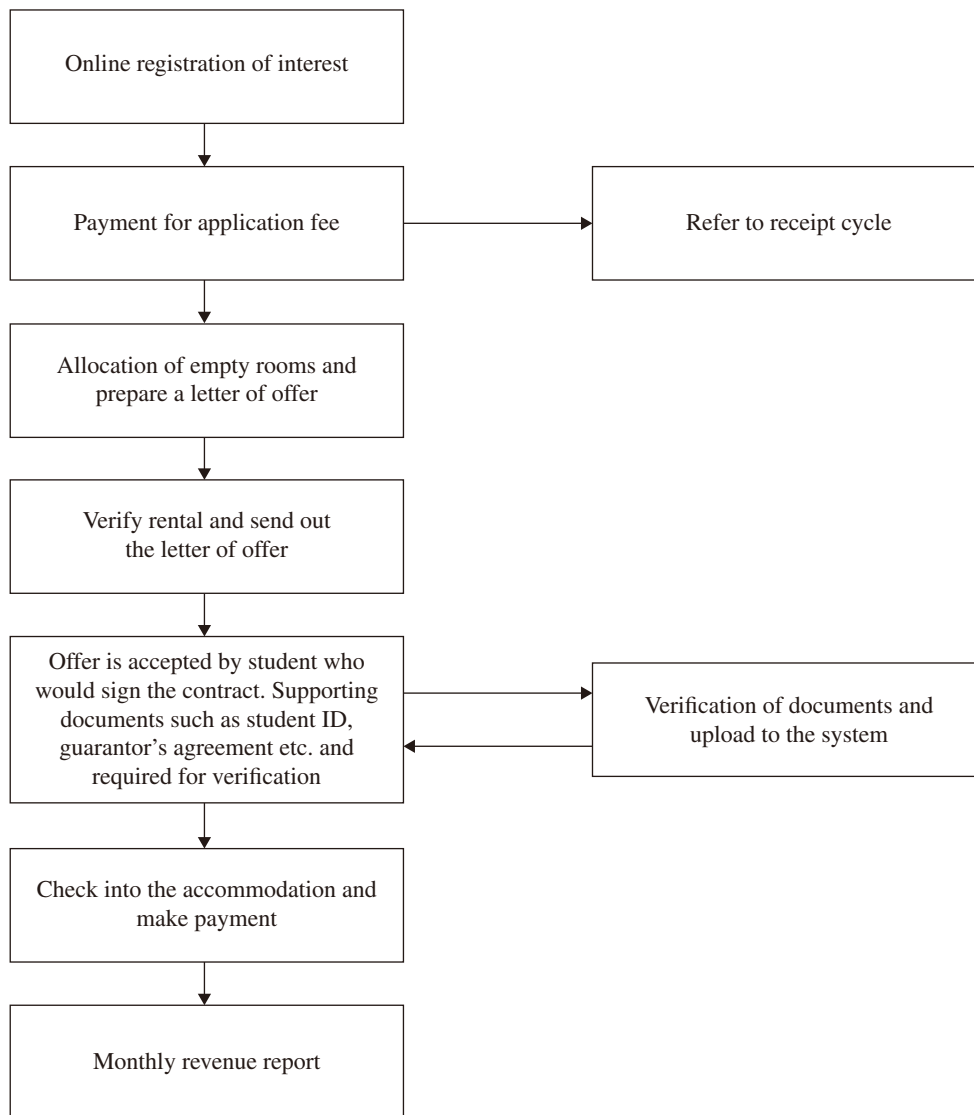 Online registration of interest
Payment for application fee
Refer to receipt cycle
Allocation of empty rooms and
prepare a letter of offer
Verify rental and send out
the letter of offer
Offer is accepted by student who
would sign the contract. Supporting
documents such as student ID,
guarantor’s agreement etc. and
required for verification
Verification of documents and
upload to the system
Check into the accommodation and
make payment
Monthly revenue report